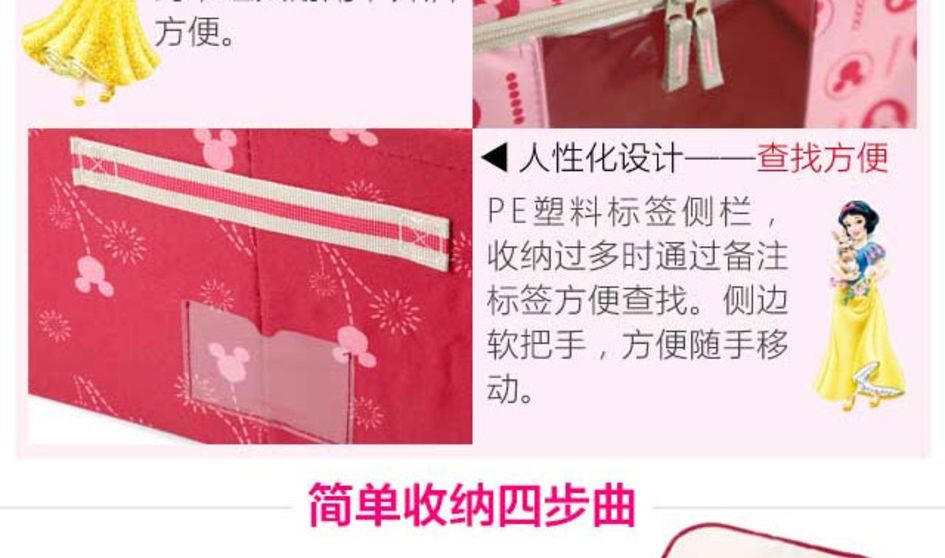 方便。
人性化设计——查找方便
PE塑料标签侧栏，
收纳过多时通过备注
标签方便查找。侧边
软把手，方便随手移
动。
简单收纳四步曲